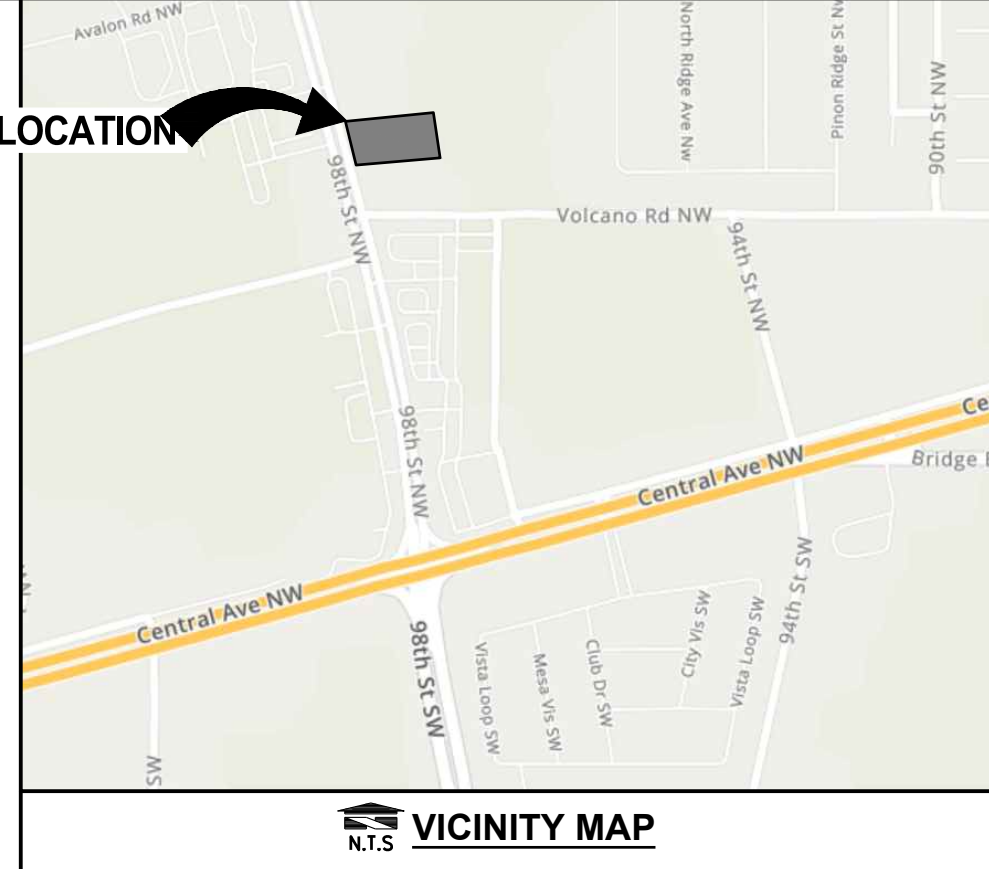 Avalon Rd NW
North Ridge Ave Nw
Pinon Ridge St Nw
90th St NW
LOCATION
98th St NW
Volcano Rd NW
94th St NW
98th St NW
Ce
Central Ave NW
Bridge
94th St SW
Central Ave NW
98th St SW
Vista Loop SW
Mesa Vis SW
Club Dr SW
City Vis SW
Vista Loop SW
SW
N.T.S
VICINITY MAP